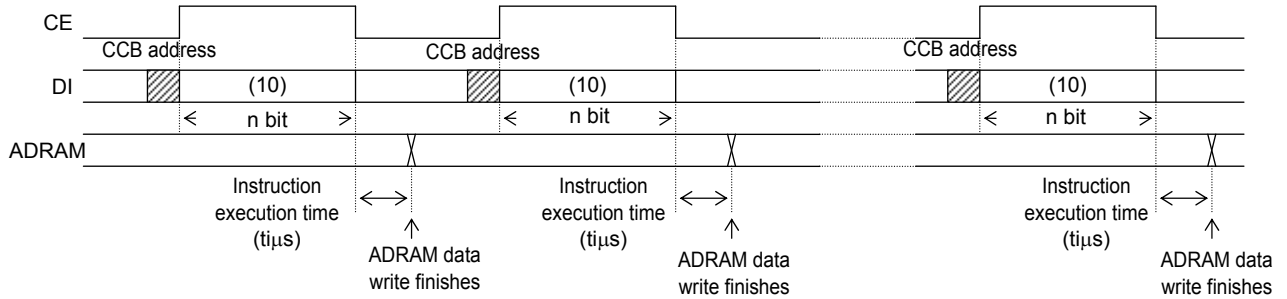 CE
CCB address CCB address CCB address
DI (10) (10) (10)
n bit n bit n bit
ADRAM
Instruction Instruction Instruction
execution time execution time execution time
(tiμs) (tiμs) (tiμs)
ADRAM data ADRAM data ADRAM data
write finishes write finishes write finishes